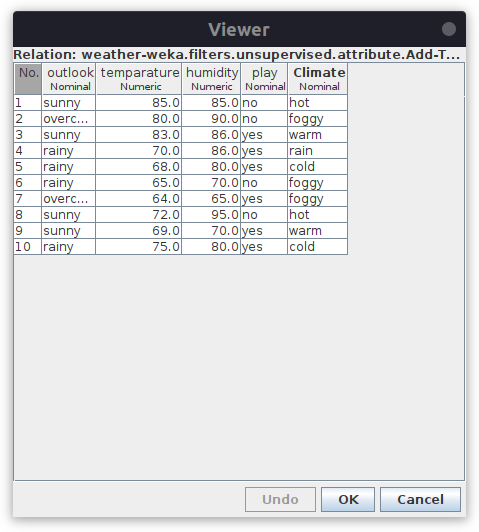 Viewer
Relation: weather-weka.filters.unsupervised.attribute.Add-T...
No. outlook temparature humidity play Climate
Nominal Numeric Numeric Nominal Nominal
1 sunny 85.0 85.0 no hot
2 overc... 80.0 90.0 no foggy
3 sunny 83.0 86.0 yes warm
4 rainy 70.0 86.0 yes rain
5 rainy 68.0 80.0 yes cold
6 rainy 65.0 70.0 no foggy
7 overc... 64.0 65.0 yes foggy
8 sunny 72.0 95.0 no hot
9 sunny 69.0 70.0 yes warm
10 rainy 75.0 80.0 yes cold
Undo OK Cancel